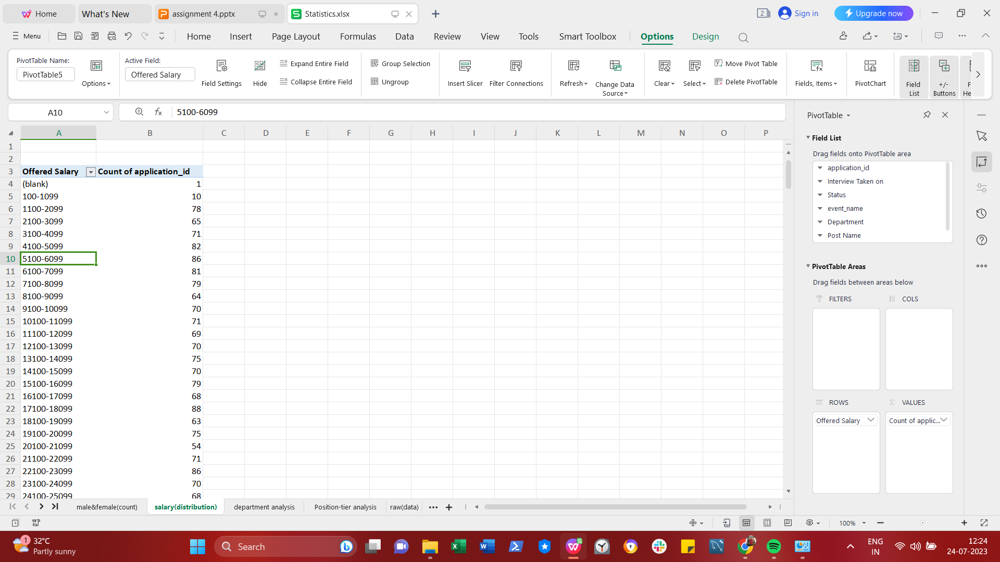 Home
What's New
assignment 4.pptx
Statistics.xlsx
2
Sign in
Upgrade now
Menu
Home
Insert
Page Layout
Formulas
Data
Review
View
Tools
Smart Toolbox
Options
Design
PivotTable Name:
PivotTable5
Options
Active Field:
Offered Salary
Field Settings
Hide
Expand Entire Field
Collapse Entire Field
Group Selection
Ungroup
Insert Slicer
Filter Connections
Refresh
Change Data
Source
Clear
Select
Move Pivot Table
Delete PivotTable
Fields, Items
PivotChart
Field
List
+/-
Buttons
F
He
A10
fx
5100-6099
A B C D E F G H I J K L M N O P
1
2
3 Offered Salary Count of application_id
4 (blank) 1
5 100-1099 10
6 1100-2099 78
7 2100-3099 65
8 3100-4099 71
9 4100-5099 82
10 5100-6099 86
11 6100-7099 81
12 7100-8099 79
13 8100-9099 64
14 9100-10099 70
15 10100-11099 71
16 11100-12099 69
17 12100-13099 70
18 13100-14099 75
19 14100-15099 70
20 15100-16099 79
21 16100-17099 68
22 17100-18099 88
23 18100-19099 63
24 19100-20099 75
25 20100-21099 54
26 21100-22099 71
27 22100-23099 86
28 23100-24099 70
29 24100-25099 68
PivotTable
Field List
Drag fields onto PivotTable area
application_id
Interview Taken on
Status
event_name
Department
Post Name
PivotTable Areas
Drag fields between areas below
FILTERS
COLS
ROWS
VALUES
Offered Salary
Count of applic...
male&female(count)
salary(distribution)
department analysis
Position-tier analysis
raw(data)
100%
1
32°C
Partly sunny
Search
ENG
IN
12:24
24-07-2023